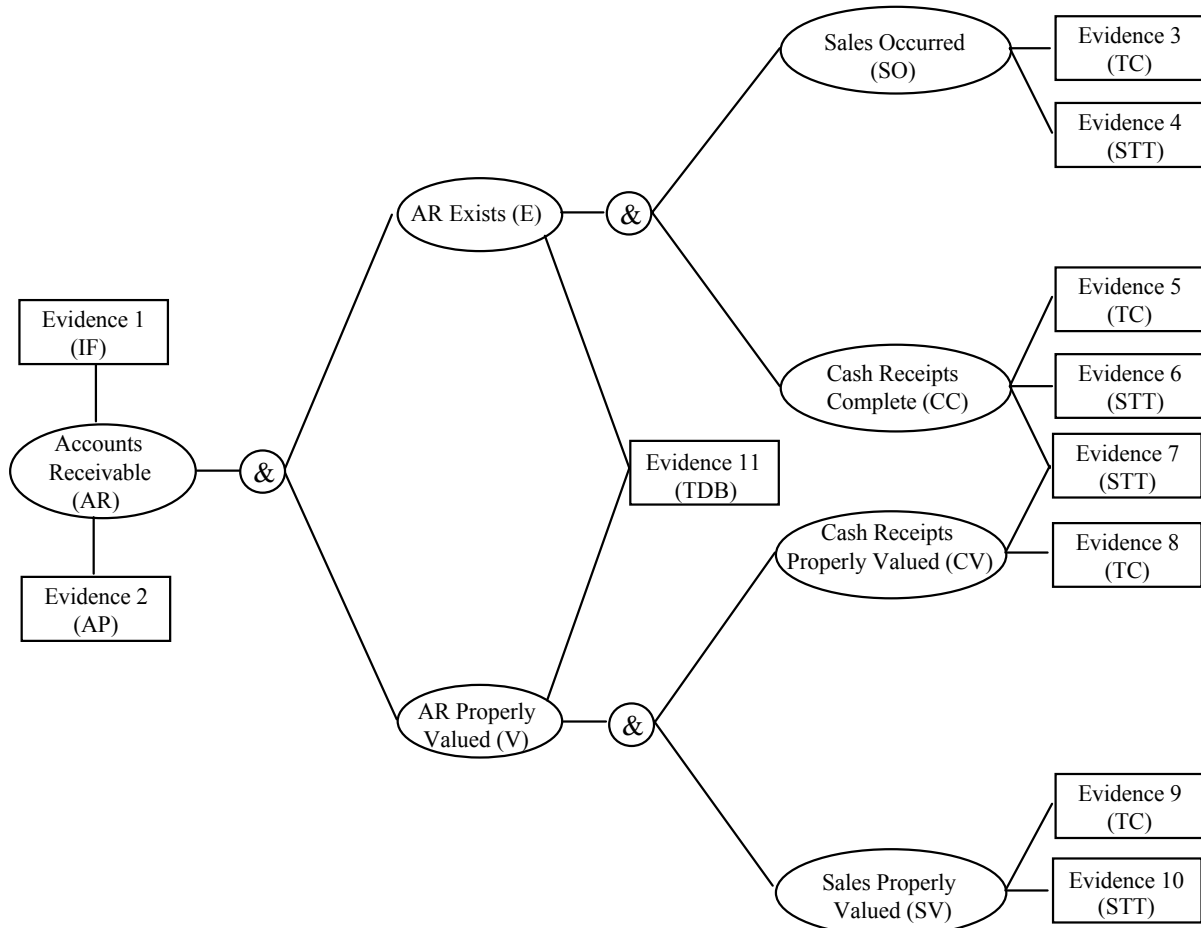 Sales Occurred
(SO)
Evidence 3
(TC)
Evidence 4
(STT)
AR Exists (E)
&
Evidence 5
(TC)
Evidence 1
(IF)
Cash Receipts
Complete (CC)
Evidence 6
(STT)
Accounts
Receivable
(AR)
&
Evidence 11
(TDB)
Evidence 7
(STT)
Cash Receipts
Properly Valued (CV)
Evidence 8
(TC)
Evidence 2
(AP)
AR Properly
Valued (V)
&
Evidence 9
(TC)
Sales Properly
Valued (SV)
Evidence 10
(STT)